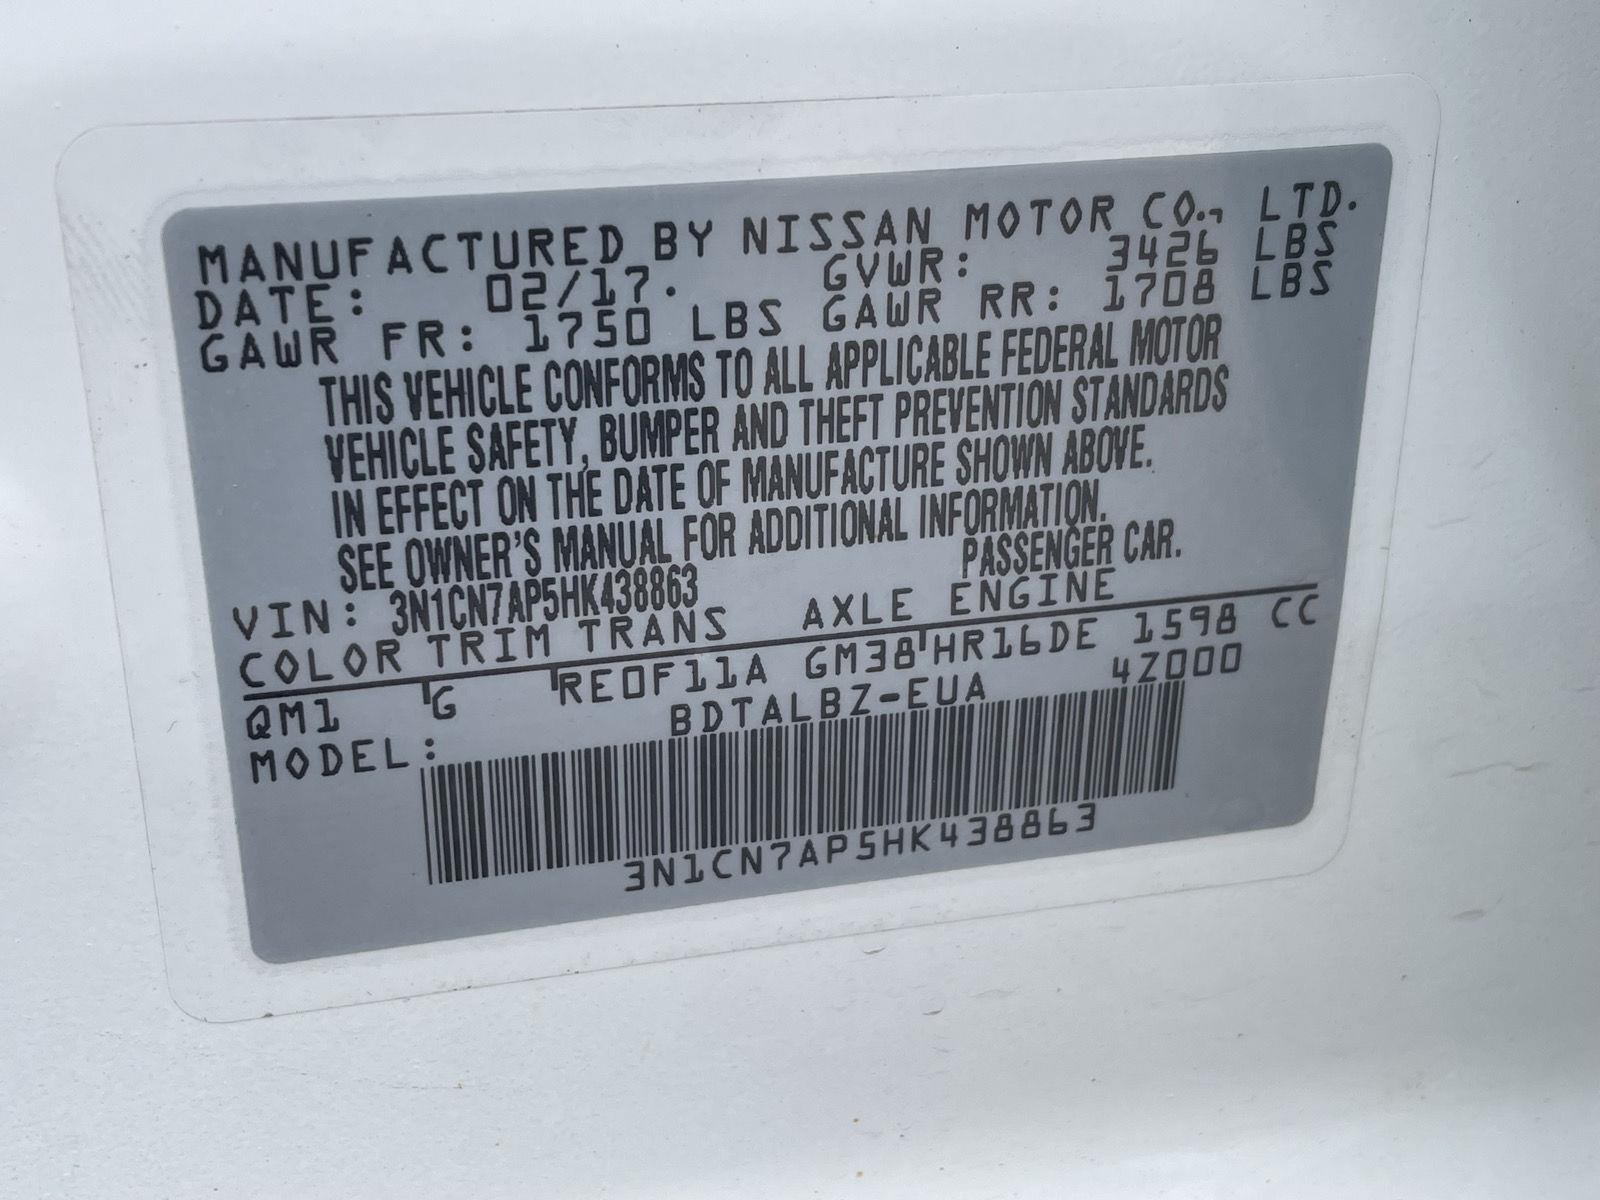 MANUFACTURED BY NISSAN MOTOR CO., LTD.
DATE: 02/17. GVWR: 3426 LBS
GAWR FR: 1750 LBS GAWR RR: 1708 LBS
THIS VEHICLE CONFORMS TO ALL APPLICABLE FEDERAL MOTOR
VEHICLE SAFETY, BUMPER AND THEFT PREVENTION STANDARDS
IN EFFECT ON THE DATE OF MANUFACTURE SHOWN ABOVE.
SEE OWNER'S MANUAL FOR ADDITIONAL INFORMATION.
VIN: 3N1CN7AP5HK438863 PASSENGER CAR.
COLOR TRIM TRANS AXLE ENGINE
QM1 G RE0F11A GM38 HR16DE 1598 CC
MODEL: BDTALBZ-EUA 4Z000
3N1CN7AP5HK438863